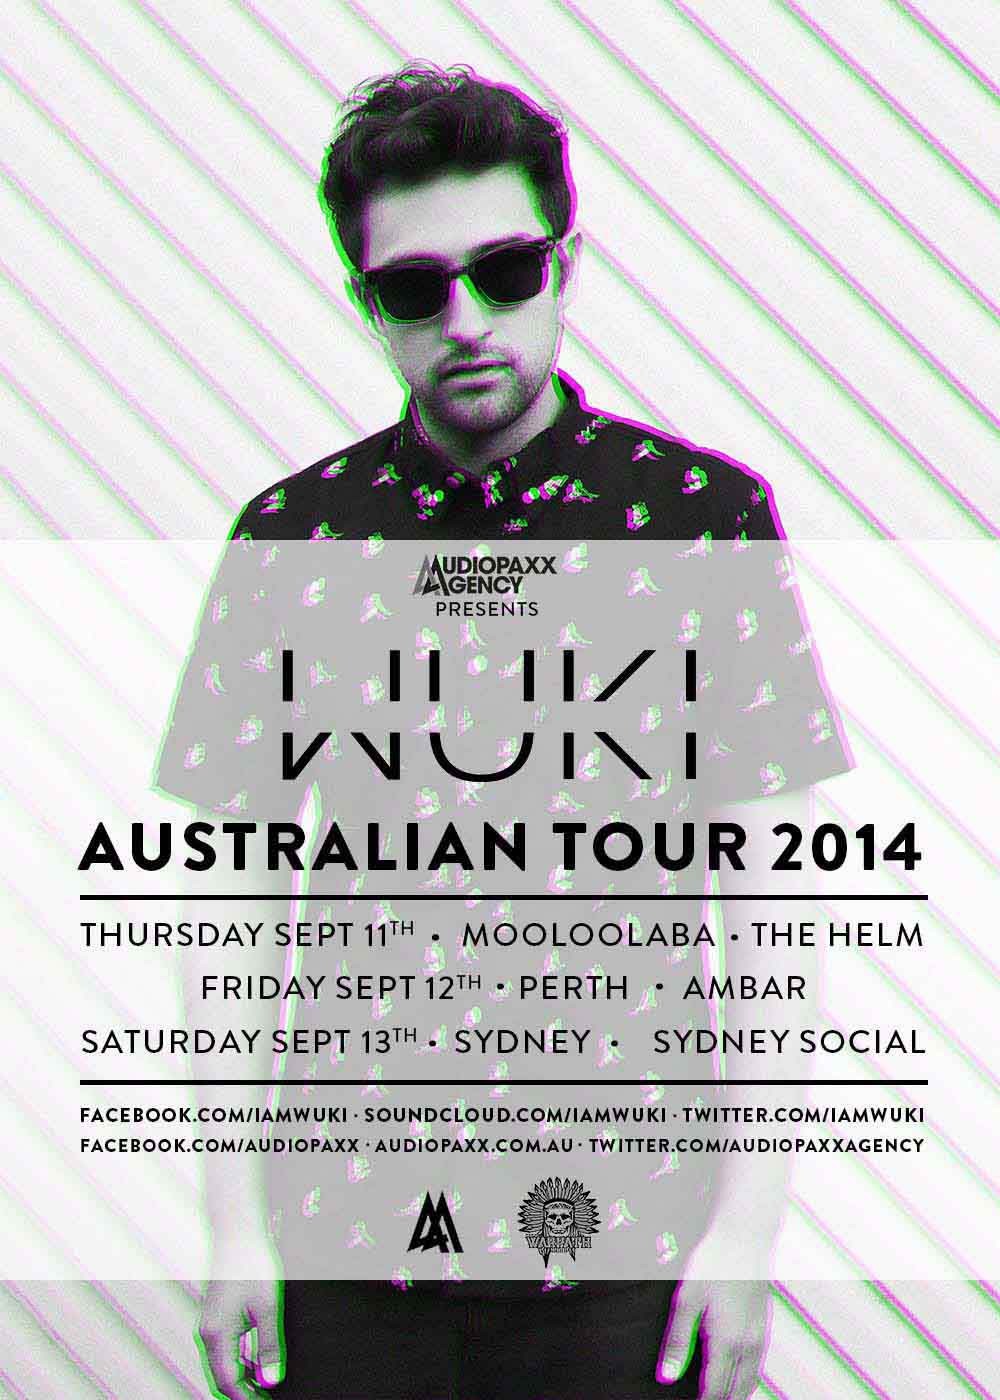 AUDIOPAXX
AGENCY
PRESENTS
WUKI
AUSTRALIAN TOUR 2014
THURSDAY SEPT 11TH • MOOLOOLABA • THE HELM
FRIDAY SEPT 12TH • PERTH • AMBAR
SATURDAY SEPT 13TH • SYDNEY • SYDNEY SOCIAL
FACEBOOK.COM/IAMWUKI · SOUNDCLOUD.COM/IAMWUKI · TWITTER.COM/IAMWUKI
FACEBOOK.COM/AUDIOPAXX · AUDIOPAXX.COM.AU · TWITTER.COM/AUDIOPAXXAGENCY
WARPATH